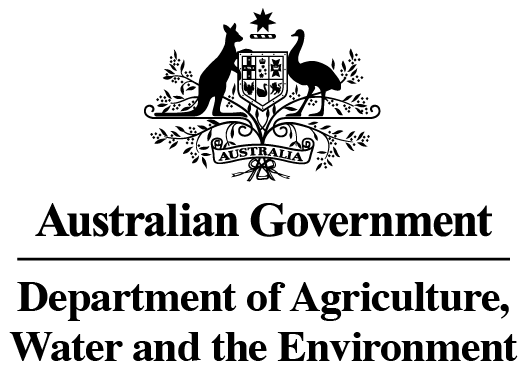 AUSTRALIA
Australian Government
Department of Agriculture,
Water and the Environment